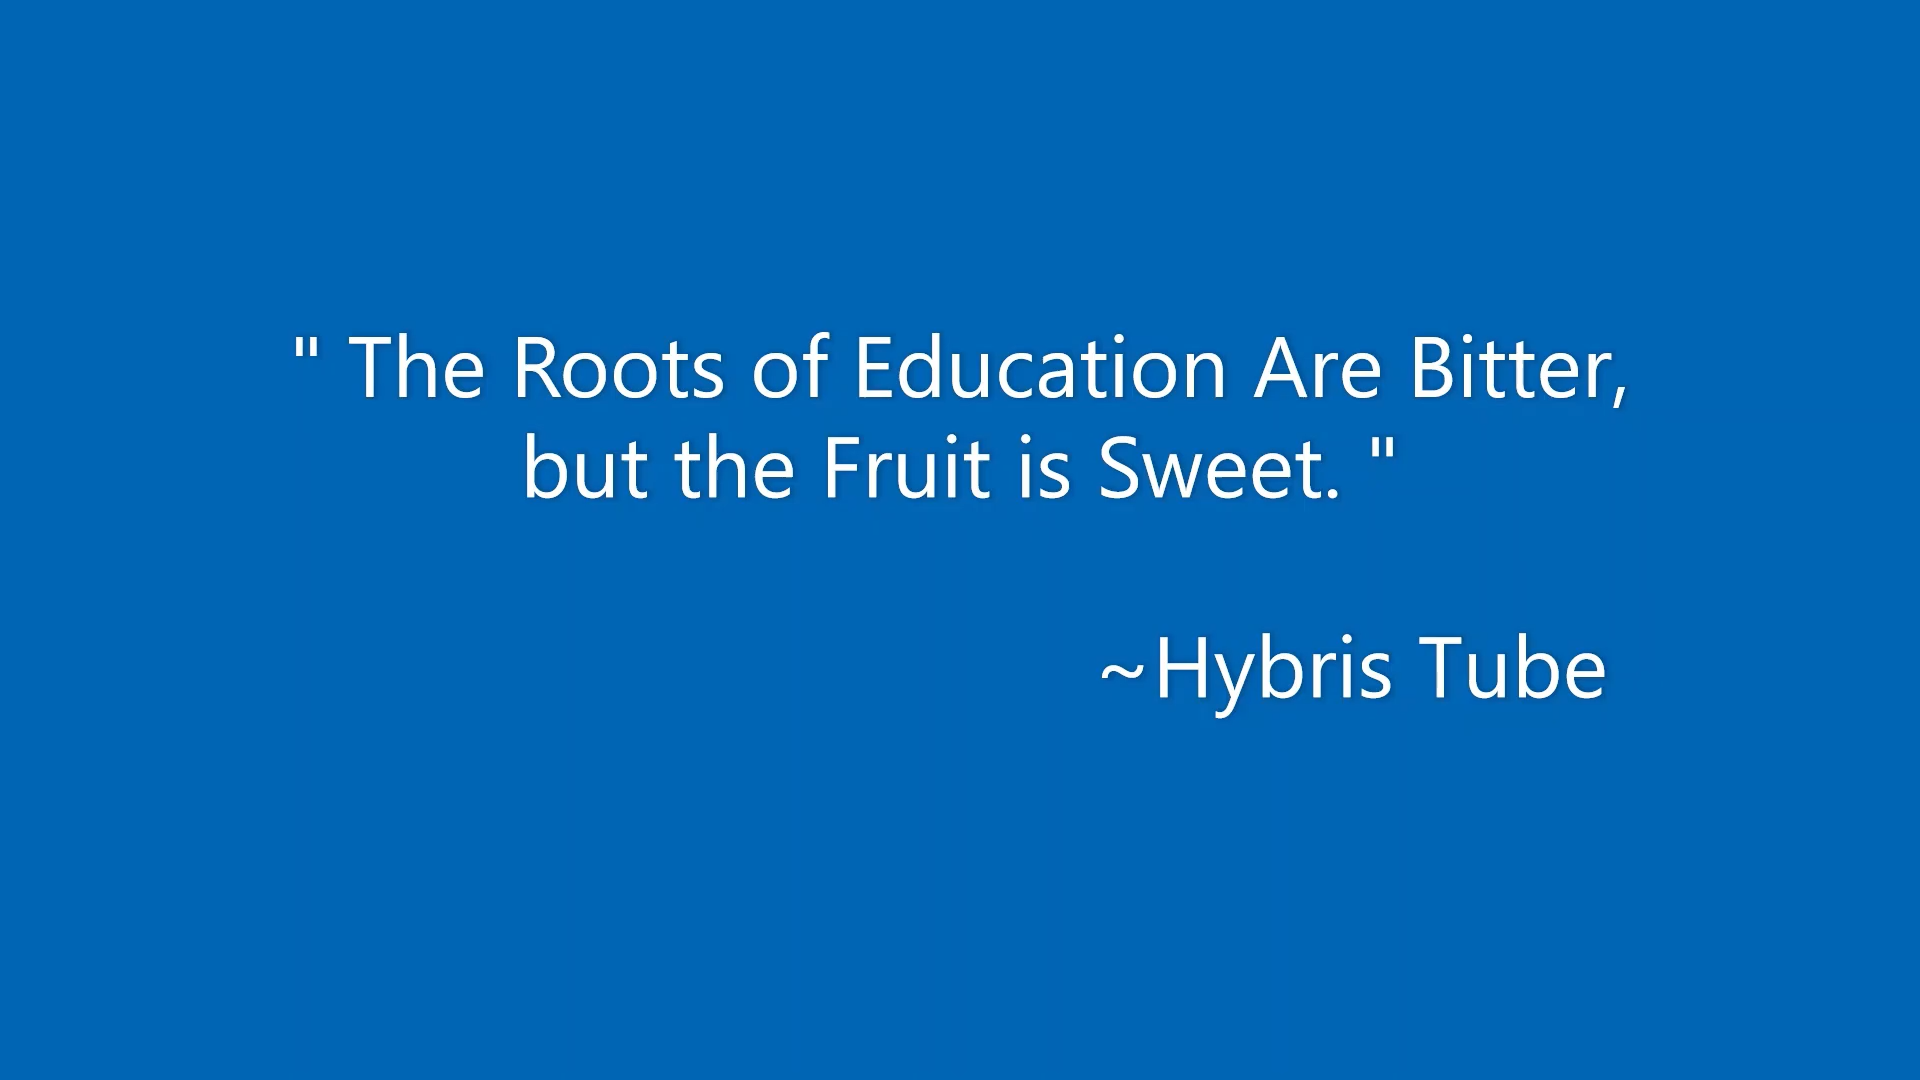 " The Roots of Education Are Bitter,
but the Fruit is Sweet. "
~Hybris Tube